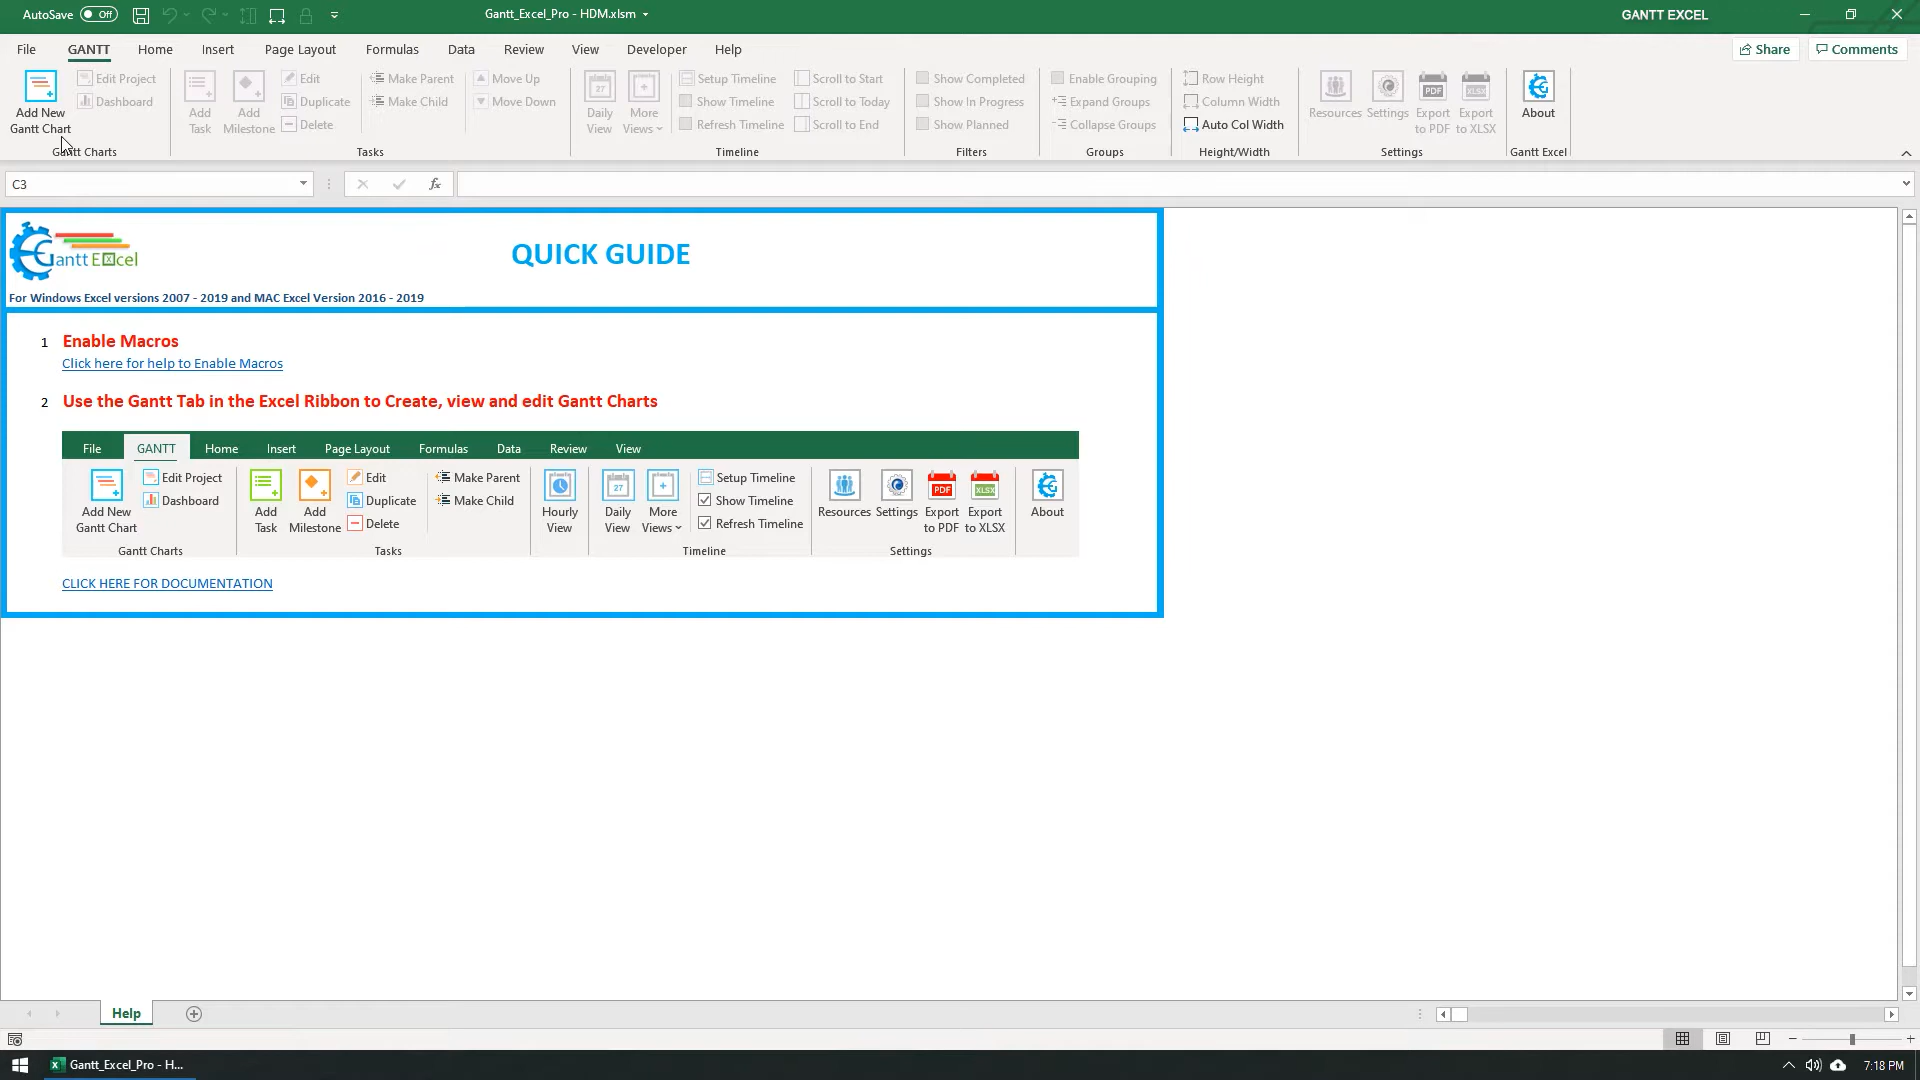 AutoSave Off Gantt_Excel_Pro - HDM.xlsm GANTT EXCEL
File GANTT Home Insert Page Layout Formulas Data Review View Developer Help Share Comments
Add New Gantt Chart
Edit Project
Dashboard
Gantt Charts
Add Task
Add Milestone
Edit
Duplicate
Delete
Make Parent
Make Child
Move Up
Move Down
Tasks
27
Daily View
More Views
Setup Timeline
Show Timeline
Refresh Timeline
Scroll to Start
Scroll to Today
Scroll to End
Timeline
Show Completed
Show In Progress
Show Planned
Filters
Enable Grouping
Expand Groups
Collapse Groups
Groups
Row Height
Column Width
Auto Col Width
Height/Width
Resources
Settings
PDF
Export to PDF
XLSX
Export to XLSX
Settings
About
Gantt Excel
C3 fx
Gantt Excel
QUICK GUIDE
For Windows Excel versions 2007 - 2019 and MAC Excel Version 2016 - 2019
1 Enable Macros
Click here for help to Enable Macros
2 Use the Gantt Tab in the Excel Ribbon to Create, view and edit Gantt Charts
File GANTT Home Insert Page Layout Formulas Data Review View
Add New Gantt Chart
Edit Project
Dashboard
Gantt Charts
Add Task
Add Milestone
Edit
Duplicate
Delete
Make Parent
Make Child
Tasks
Hourly View
27
Daily View
More Views
Setup Timeline
Show Timeline
Refresh Timeline
Timeline
Resources
Settings
PDF
Export to PDF
XLSX
Export to XLSX
Settings
About
CLICK HERE FOR DOCUMENTATION
Help
Gantt_Excel_Pro - H... 7:18 PM